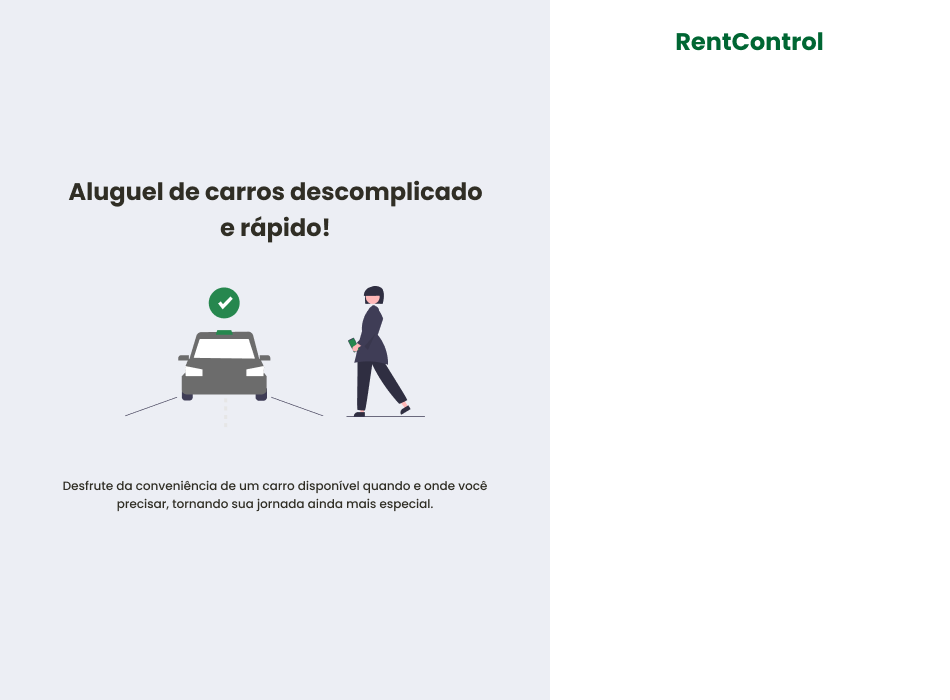 RentControl
Aluguel de carros descomplicado
e rápido!
Desfrute da conveniência de um carro disponível quando e onde você
precisar, tornando sua jornada ainda mais especial.